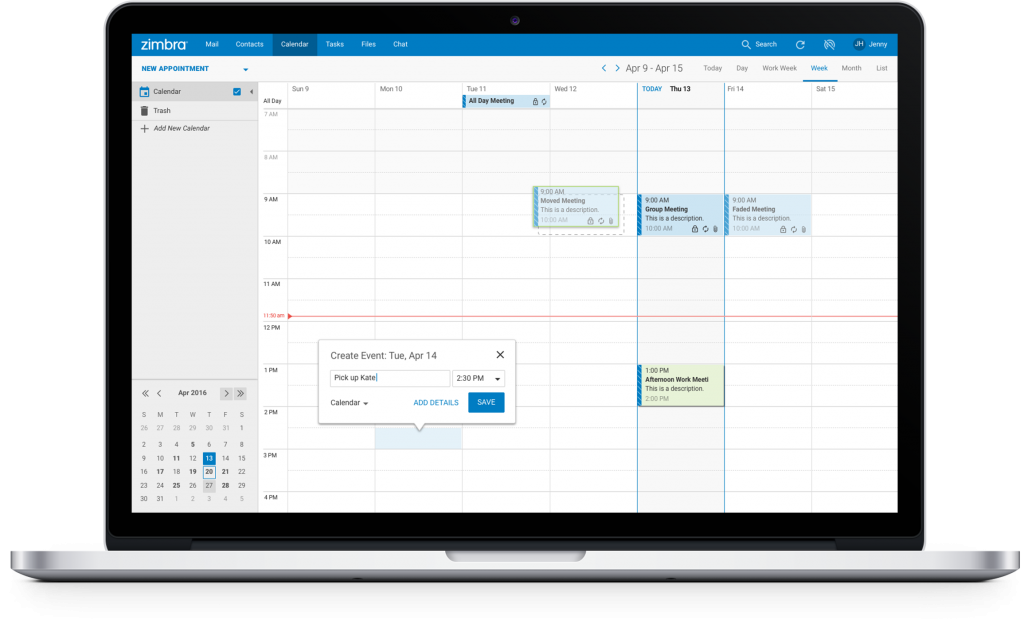 zimbra Mail Contacts Calendar Tasks Files Chat Search JH Jenny
NEW APPOINTMENT Apr 9 - Apr 15 Today Day Work Week Week Month List
Calendar
Trash
Add New Calendar
Sun 9 Mon 10 Tue 11 Wed 12 TODAY Thu 13 Fri 14 Sat 15
All Day All Day Meeting
7 AM
8 AM
9 AM
10 AM
11 AM
11:50 am
12 PM
1 PM
2 PM
3 PM
4 PM
9:00 AM
Moved Meeting
This is a description.
10:00 AM
9:00 AM
Group Meeting
This is a description.
10:00 AM
9:00 AM
Faded Meeting
This is a description.
10:00 AM
Create Event: Tue, Apr 14
Pick up Kate 2:30 PM
Calendar ADD DETAILS SAVE
1:00 PM
Afternoon Work Meeti
This is a description.
2:00 PM
Apr 2016
S M T W T F S
26 27 28 29 30 31 1
2 3 4 5 6 7 8
9 10 11 12 13 14 15
16 17 18 19 20 21 22
23 24 25 26 27 28 29
30 31 1 2 3 4 5